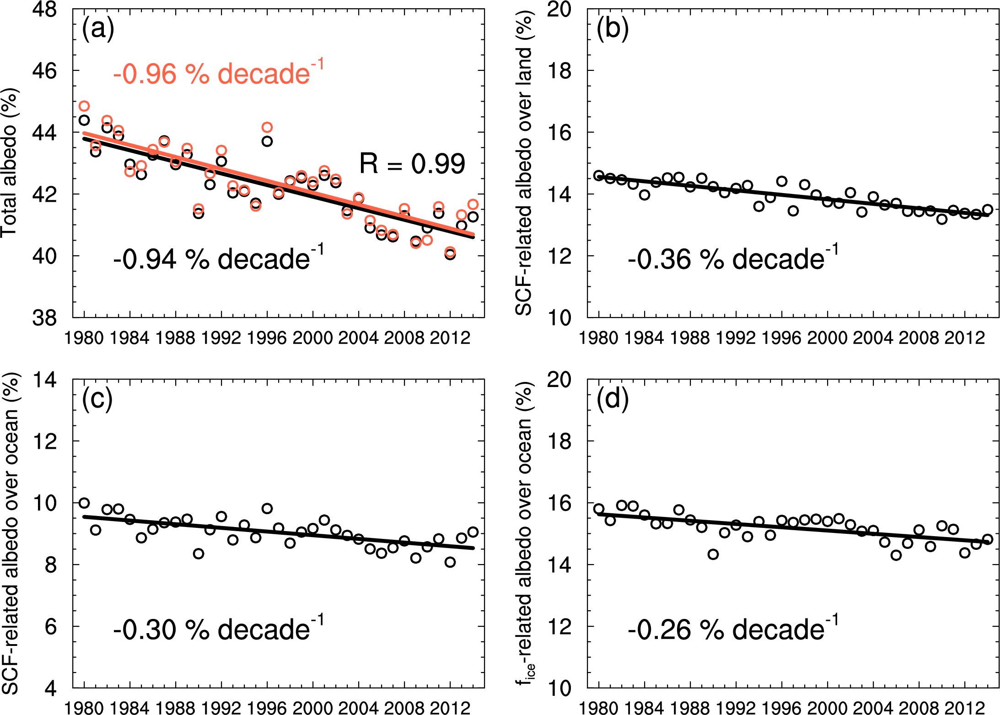 (a)
Total albedo (%)
48
46
44
42
40
38
-0.96 % decade-1
R = 0.99
-0.94 % decade-1
1980 1984 1988 1992 1996 2000 2004 2008 2012
(b)
SCF-related albedo over land (%)
20
18
16
14
12
10
-0.36 % decade-1
1980 1984 1988 1992 1996 2000 2004 2008 2012
(c)
SCF-related albedo over ocean (%)
14
12
10
8
6
4
-0.30 % decade-1
1980 1984 1988 1992 1996 2000 2004 2008 2012
(d)
fice-related albedo over ocean (%)
20
18
16
14
12
10
-0.26 % decade-1
1980 1984 1988 1992 1996 2000 2004 2008 2012